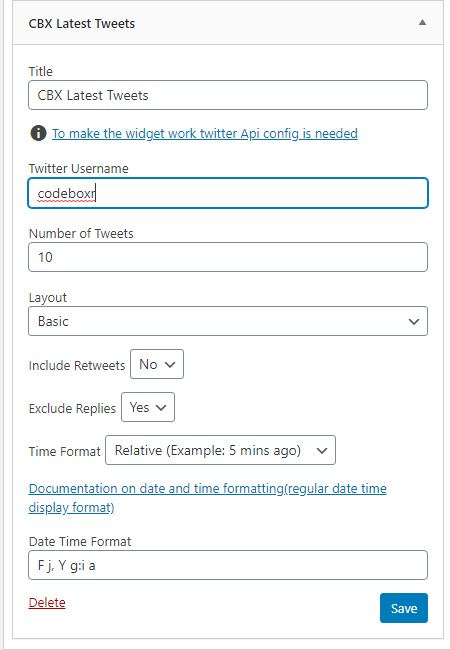 CBX Latest Tweets
Title
CBX Latest Tweets
To make the widget work twitter Api config is needed
Twitter Username
codeboxr
Number of Tweets
10
Layout
Basic
Include Retweets No
Exclude Replies Yes
Time Format Relative (Example: 5 mins ago)
Documentation on date and time formatting(regular date time
display format)
Date Time Format
F j, Y g:i a
Delete Save